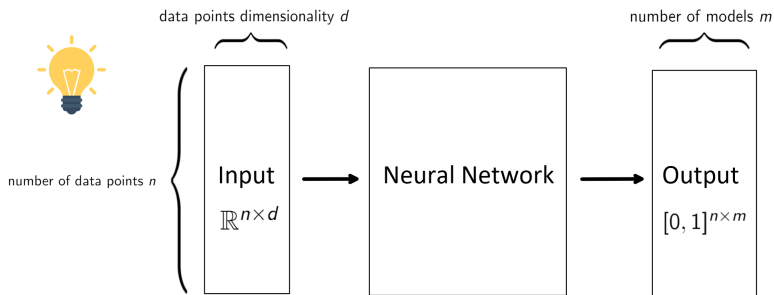 data points dimensionality d
number of models m
number of data points n
Input
ℝ^{n×d}
Neural Network
Output
[0, 1]^{n×m}